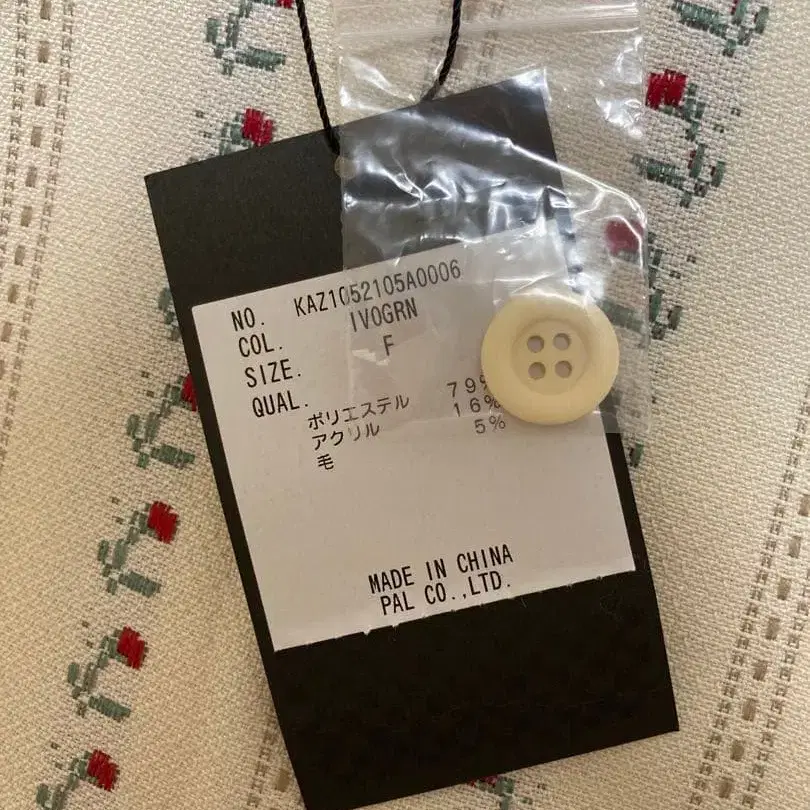 NO. KAZ1052105A0006
COL. IVOGRN
SIZE. F
QUAL.
ポリエステル 79%
アクリル 16%
毛 5%
MADE IN CHINA
PAL CO.,LTD.